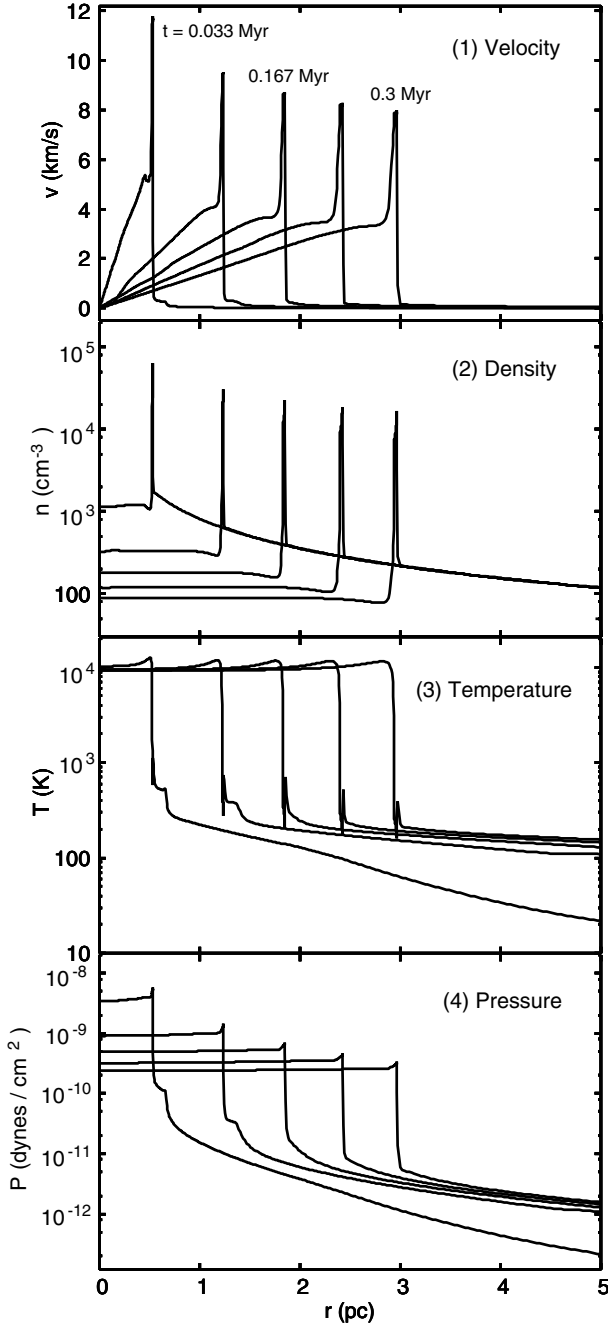 12
t = 0.033 Myr
(1) Velocity
10
0.167 Myr
0.3 Myr
8
v (km/s)
6
4
2
0
10^5
(2) Density
10^4
n (cm^-3)
10^3
100
10^4
(3) Temperature
10^3
T (K)
100
10
10^-8
(4) Pressure
10^-9
P (dynes / cm^2)
10^-10
10^-11
10^-12
0 1 2 3 4 5
r (pc)